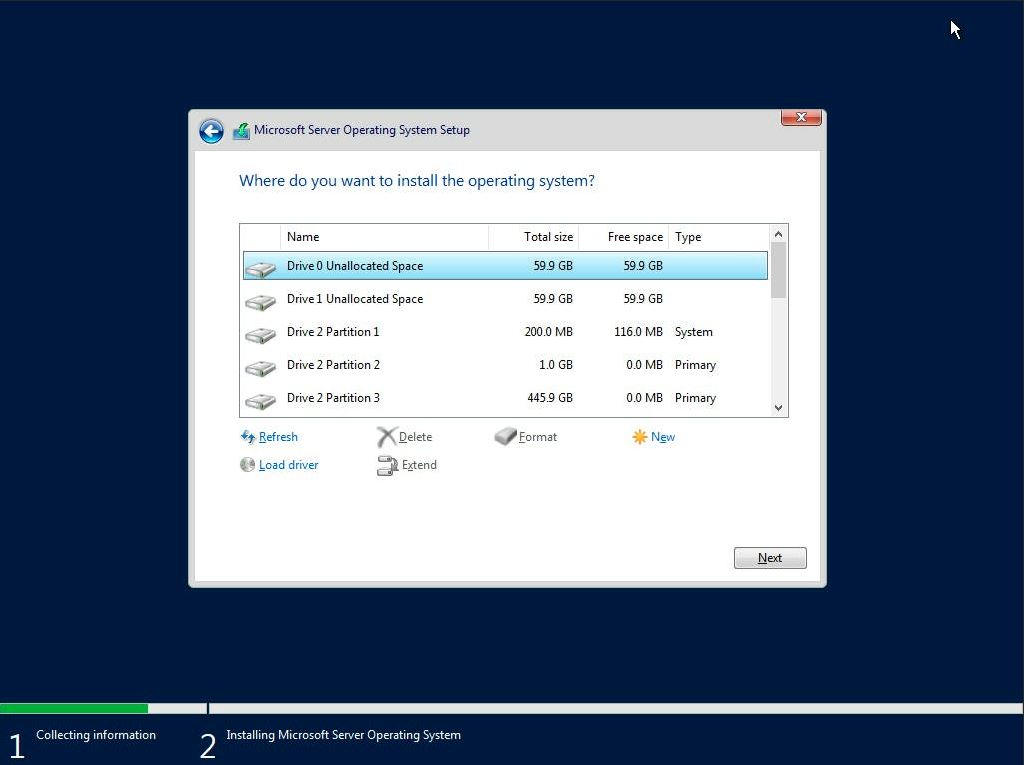 Microsoft Server Operating System Setup
Where do you want to install the operating system?
Name Total size Free space Type
Drive 0 Unallocated Space 59.9 GB 59.9 GB
Drive 1 Unallocated Space 59.9 GB 59.9 GB
Drive 2 Partition 1 200.0 MB 116.0 MB System
Drive 2 Partition 2 1.0 GB 0.0 MB Primary
Drive 2 Partition 3 445.9 GB 0.0 MB Primary
Refresh Delete Format New
Load driver Extend
Next
1 Collecting information 2 Installing Microsoft Server Operating System